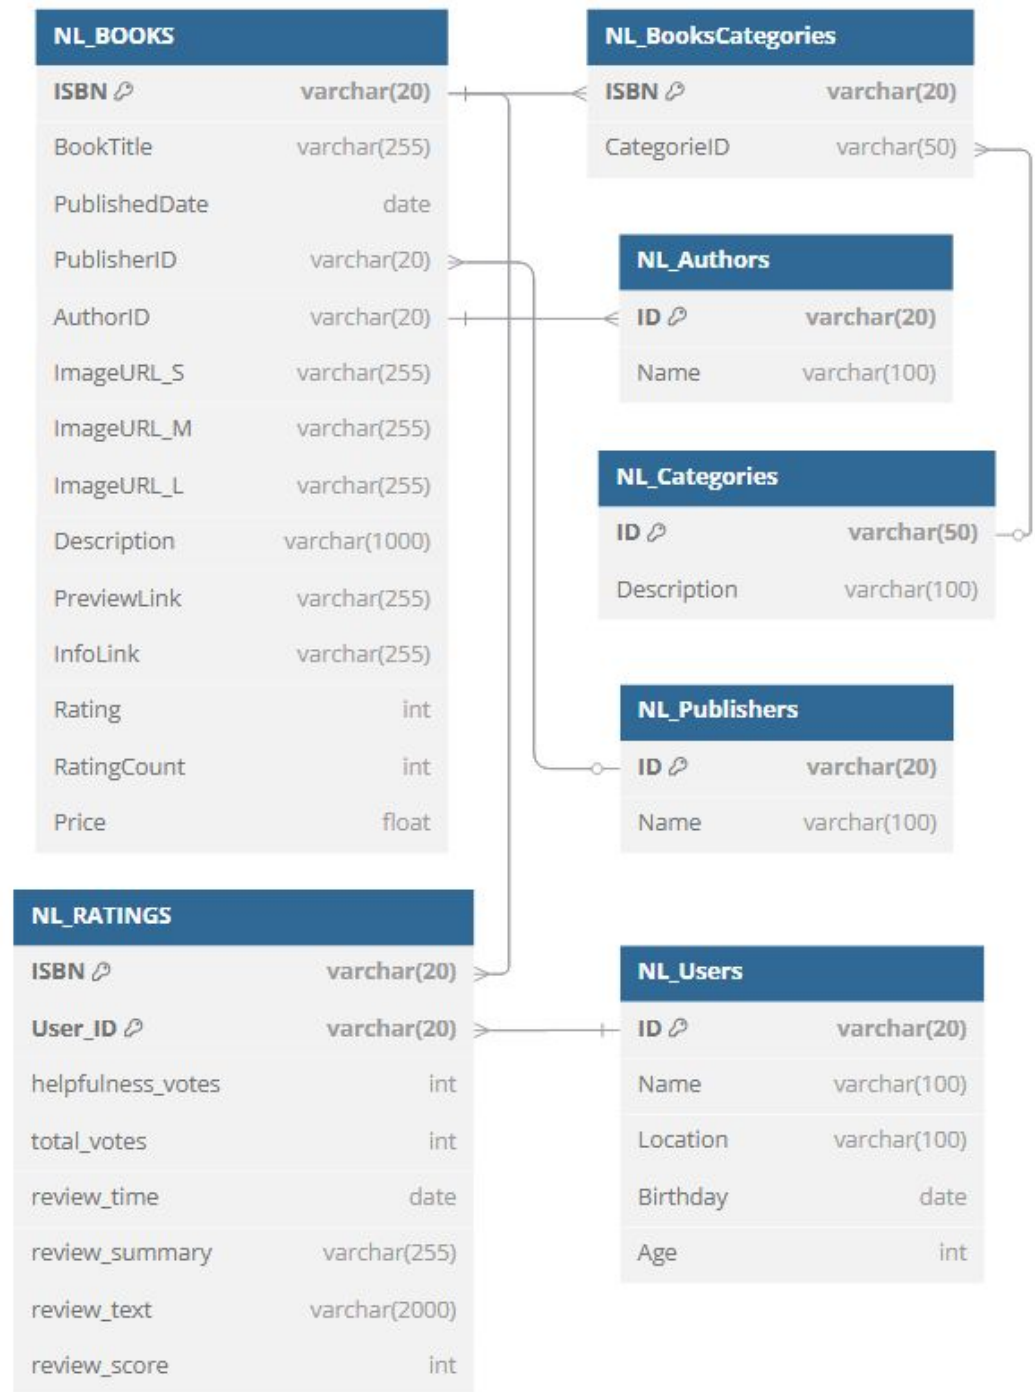 NL_BOOKS
ISBN varchar(20)
BookTitle varchar(255)
PublishedDate date
PublisherID varchar(20)
AuthorID varchar(20)
ImageURL_S varchar(255)
ImageURL_M varchar(255)
ImageURL_L varchar(255)
Description varchar(1000)
PreviewLink varchar(255)
InfoLink varchar(255)
Rating int
RatingCount int
Price float
NL_BooksCategories
ISBN varchar(20)
CategorieID varchar(50)
NL_Authors
ID varchar(20)
Name varchar(100)
NL_Categories
ID varchar(50)
Description varchar(100)
NL_Publishers
ID varchar(20)
Name varchar(100)
NL_RATINGS
ISBN varchar(20)
User_ID varchar(20)
helpfulness_votes int
total_votes int
review_time date
review_summary varchar(255)
review_text varchar(2000)
review_score int
NL_Users
ID varchar(20)
Name varchar(100)
Location varchar(100)
Birthday date
Age int